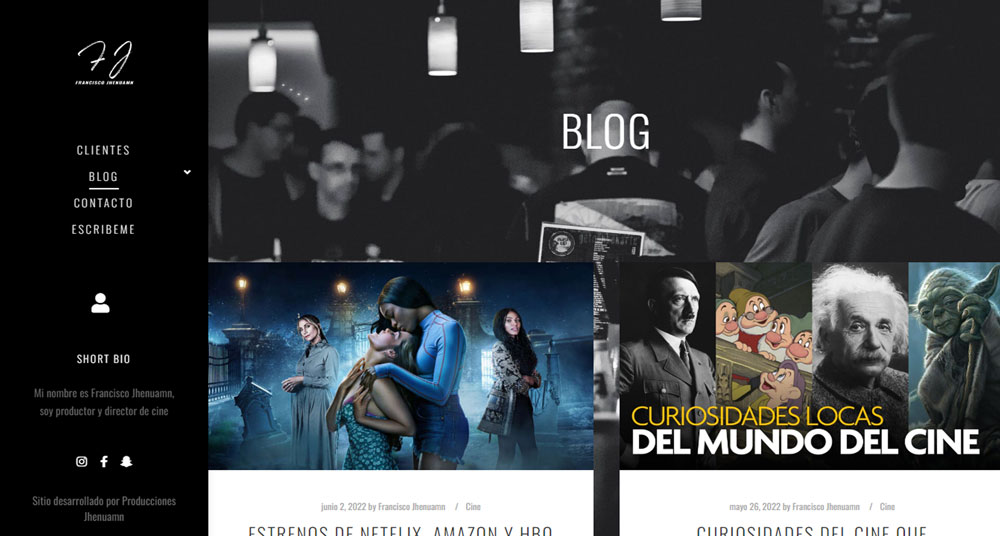 FJ
FRANCISCO JHENUAMN
CLIENTES
BLOG
CONTACTO
ESCRIBEME
SHORT BIO
Mi nombre es Francisco Jhenuamn,
soy productor y director de cine
Sitio desarrollado por Producciones
Jhenuamn
BLOG
junio 2, 2022 by Francisco Jhenuamn / Cine
ESTRENOS DE NETFLIX, AMAZON Y HBO
CURIOSIDADES LOCAS
DEL MUNDO DEL CINE
mayo 26, 2022 by Francisco Jhenuamn / Cine
CURIOSIDADES DEL CINE QUE